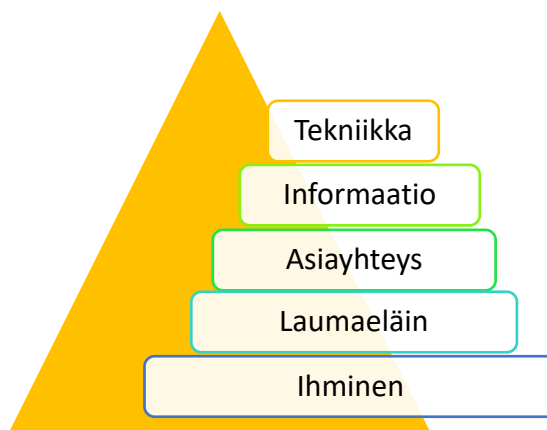 Tekniikka
Informaatio
Asiayhteys
Laumaeläin
Ihminen